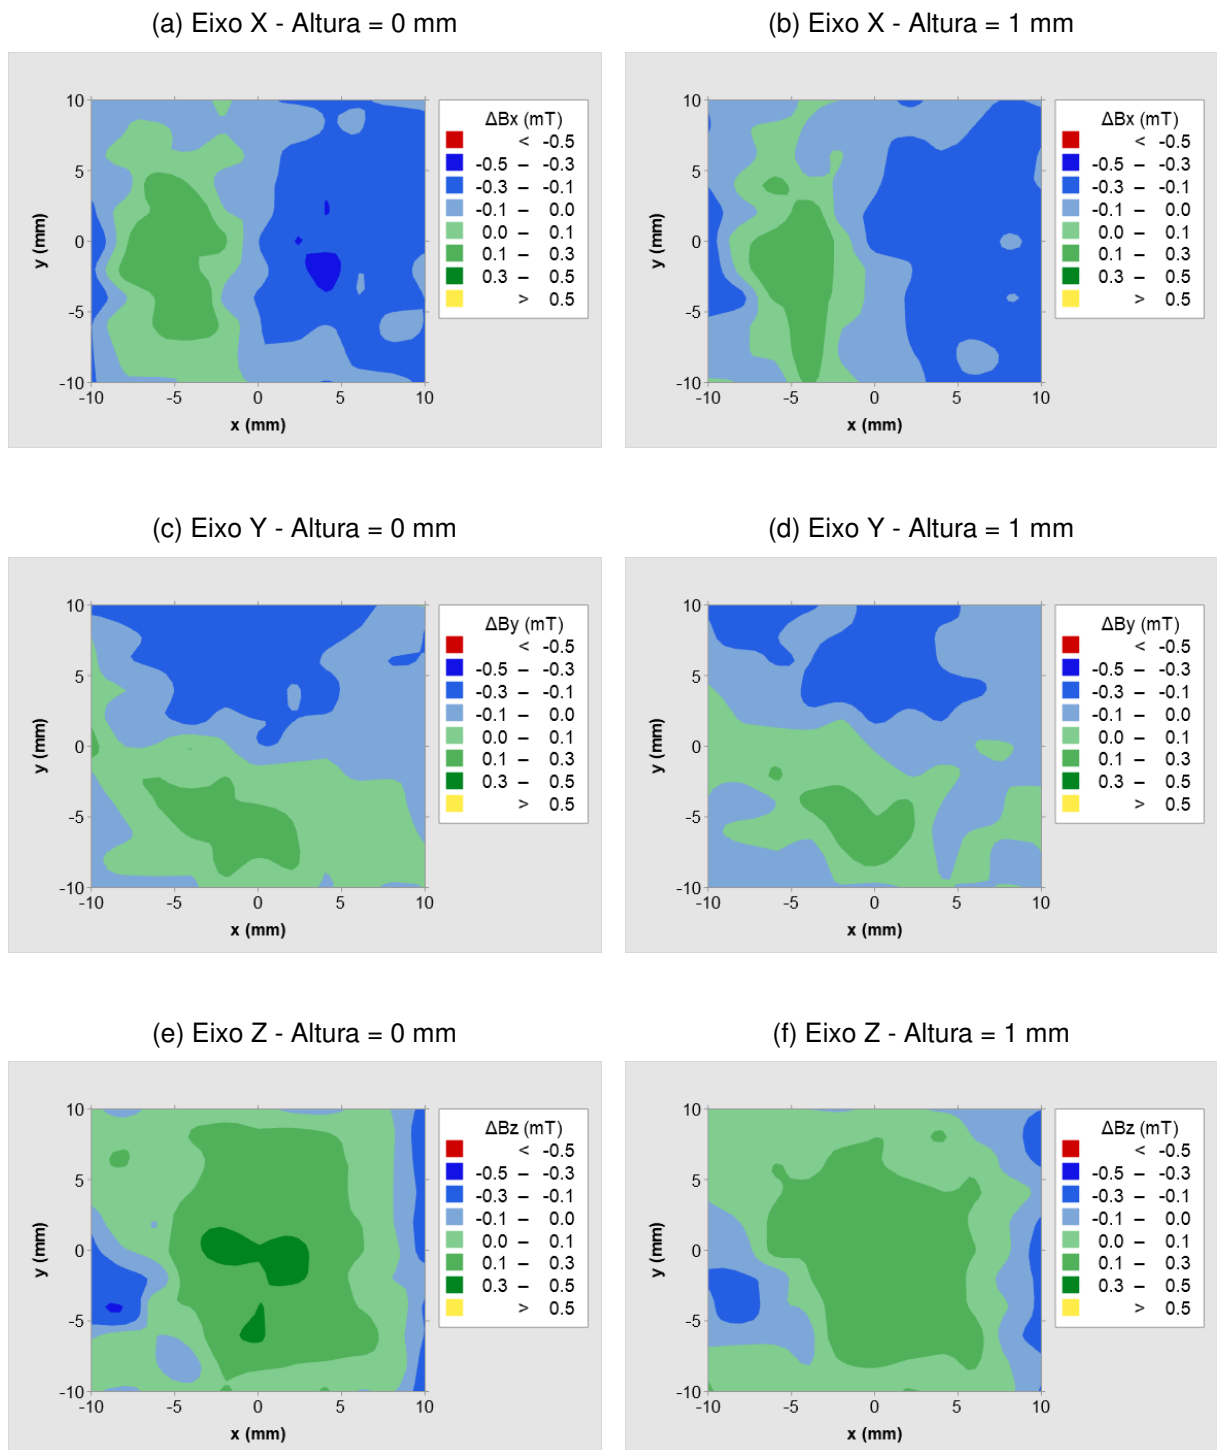 (a) Eixo X - Altura = 0 mm
(b) Eixo X - Altura = 1 mm
10
5
0
-5
-10
y (mm)
-10 -5 0 5 10
x (mm)
ΔBx (mT)
< -0.5
-0.5 – -0.3
-0.3 – -0.1
-0.1 – 0.0
0.0 – 0.1
0.1 – 0.3
0.3 – 0.5
> 0.5
10
5
0
-5
-10
y (mm)
-10 -5 0 5 10
x (mm)
ΔBx (mT)
< -0.5
-0.5 – -0.3
-0.3 – -0.1
-0.1 – 0.0
0.0 – 0.1
0.1 – 0.3
0.3 – 0.5
> 0.5
(c) Eixo Y - Altura = 0 mm
(d) Eixo Y - Altura = 1 mm
10
5
0
-5
-10
y (mm)
-10 -5 0 5 10
x (mm)
ΔBy (mT)
< -0.5
-0.5 – -0.3
-0.3 – -0.1
-0.1 – 0.0
0.0 – 0.1
0.1 – 0.3
0.3 – 0.5
> 0.5
10
5
0
-5
-10
y (mm)
-10 -5 0 5 10
x (mm)
ΔBy (mT)
< -0.5
-0.5 – -0.3
-0.3 – -0.1
-0.1 – 0.0
0.0 – 0.1
0.1 – 0.3
0.3 – 0.5
> 0.5
(e) Eixo Z - Altura = 0 mm
(f) Eixo Z - Altura = 1 mm
10
5
0
-5
-10
y (mm)
-10 -5 0 5 10
x (mm)
ΔBz (mT)
< -0.5
-0.5 – -0.3
-0.3 – -0.1
-0.1 – 0.0
0.0 – 0.1
0.1 – 0.3
0.3 – 0.5
> 0.5
10
5
0
-5
-10
y (mm)
-10 -5 0 5 10
x (mm)
ΔBz (mT)
< -0.5
-0.5 – -0.3
-0.3 – -0.1
-0.1 – 0.0
0.0 – 0.1
0.1 – 0.3
0.3 – 0.5
> 0.5